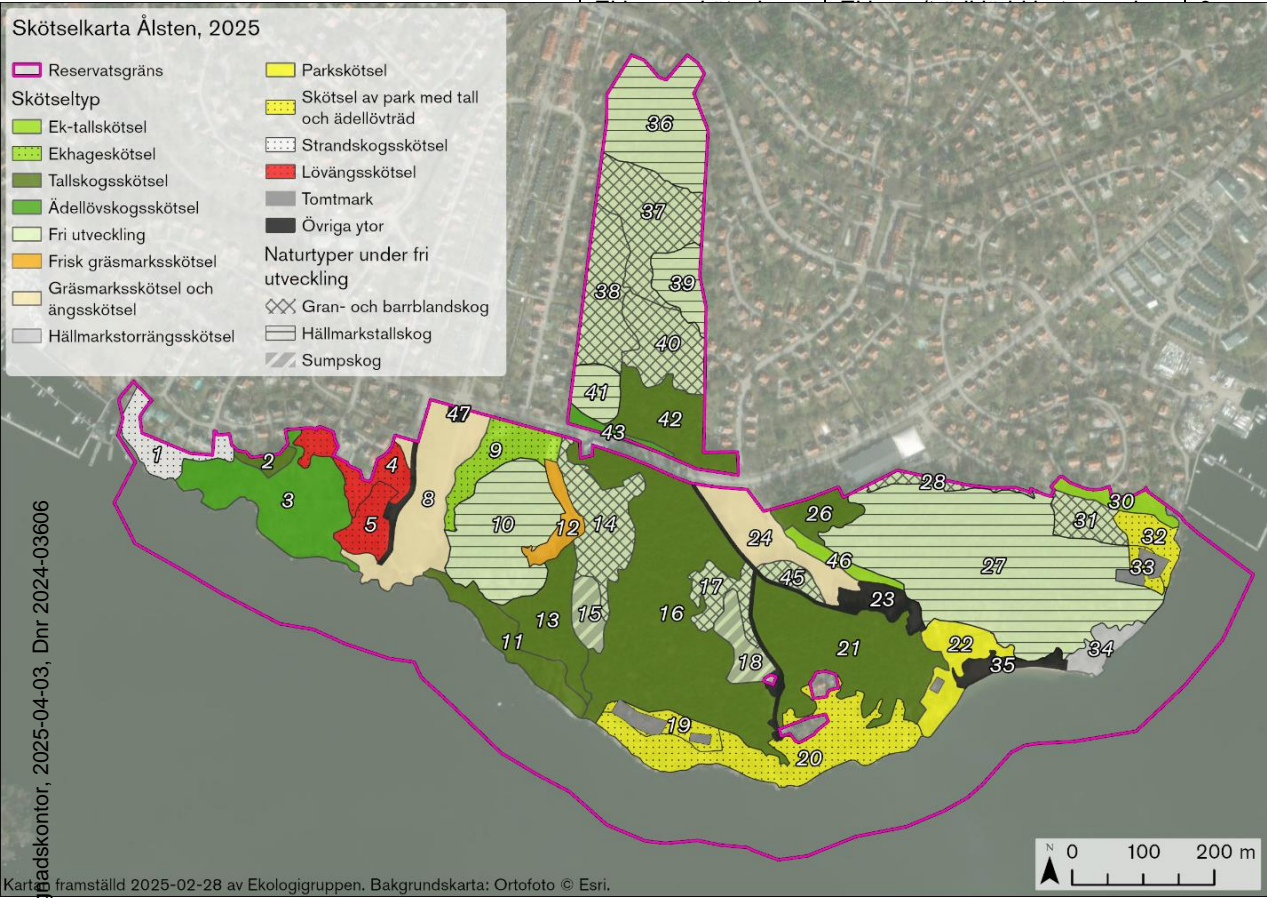 Skötselkarta Ålsten, 2025
Reservatsgräns
Skötseltyp
Ek-tallskötsel
Ekhageskötsel
Tallskogsskötsel
Ädellövskogsskötsel
Fri utveckling
Frisk gräsmarksskötsel
Gräsmarksskötsel och
ängsskötsel
Hällmarkstorrängsskötsel
Parkskötsel
Skötsel av park med tall
och ädellövträd
Strandskogsskötsel
Lövängsskötsel
Tomtmark
Övriga ytor
Naturtyper under fri
utveckling
Gran- och barrblandskog
Hällmarkstallskog
Sumpskog
36
37
39
38
40
41
42
43
47
1
2
3
4
5
8
9
10
12
14
13
11
15
16
17
18
19
20
21
22
23
24
45
46
26
27
28
30
31
32
33
34
35
gnadskontor, 2025-04-03, Dnr 2024-03606
Kartan framställd 2025-02-28 av Ekologigruppen. Bakgrundskarta: Ortofoto © Esri.
N
0 100 200 m